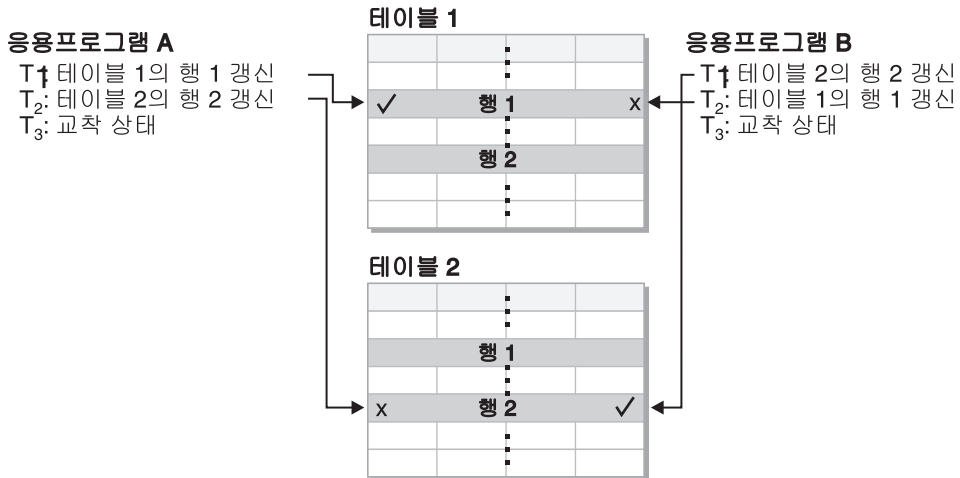 응용프로그램 A
T1: 테이블 1의 행 1 갱신
T2: 테이블 2의 행 2 갱신
T3: 교착 상태
테이블 1
행 1
x
행 2
응용프로그램 B
T1: 테이블 2의 행 2 갱신
T2: 테이블 1의 행 1 갱신
T3: 교착 상태
테이블 2
행 1
x
행 2